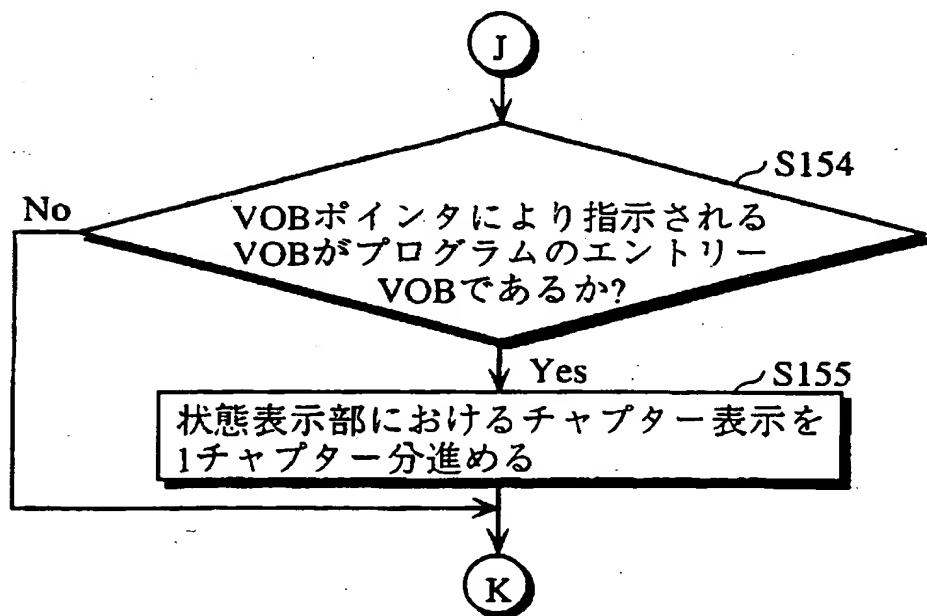 J
S154
No
VOBポインタにより指示される
VOBがプログラムのエントリー
VOBであるか?
Yes
S155
状態表示部におけるチャプター表示を
1チャプター分進める
K